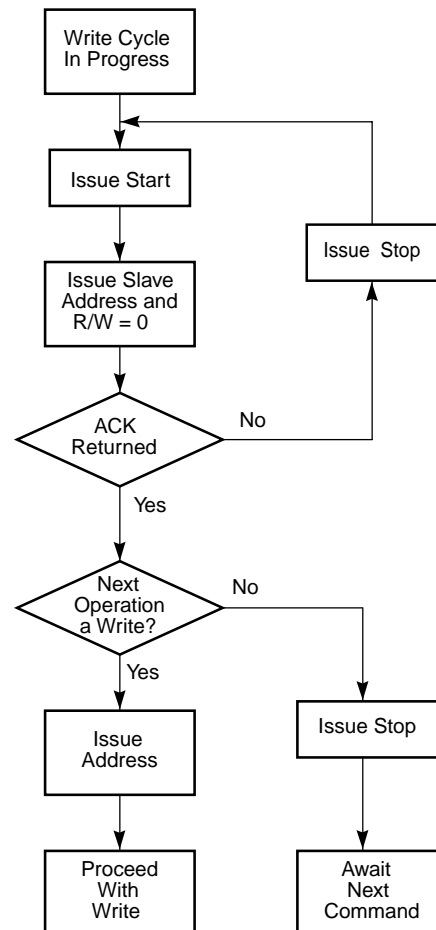 Write Cycle
In Progress
Issue Start
Issue Stop
Issue Slave
Address and
R/W = 0
ACK
Returned
No
Yes
Next
Operation
a Write?
No
Yes
Issue
Address
Issue Stop
Proceed
With
Write
Await
Next
Command